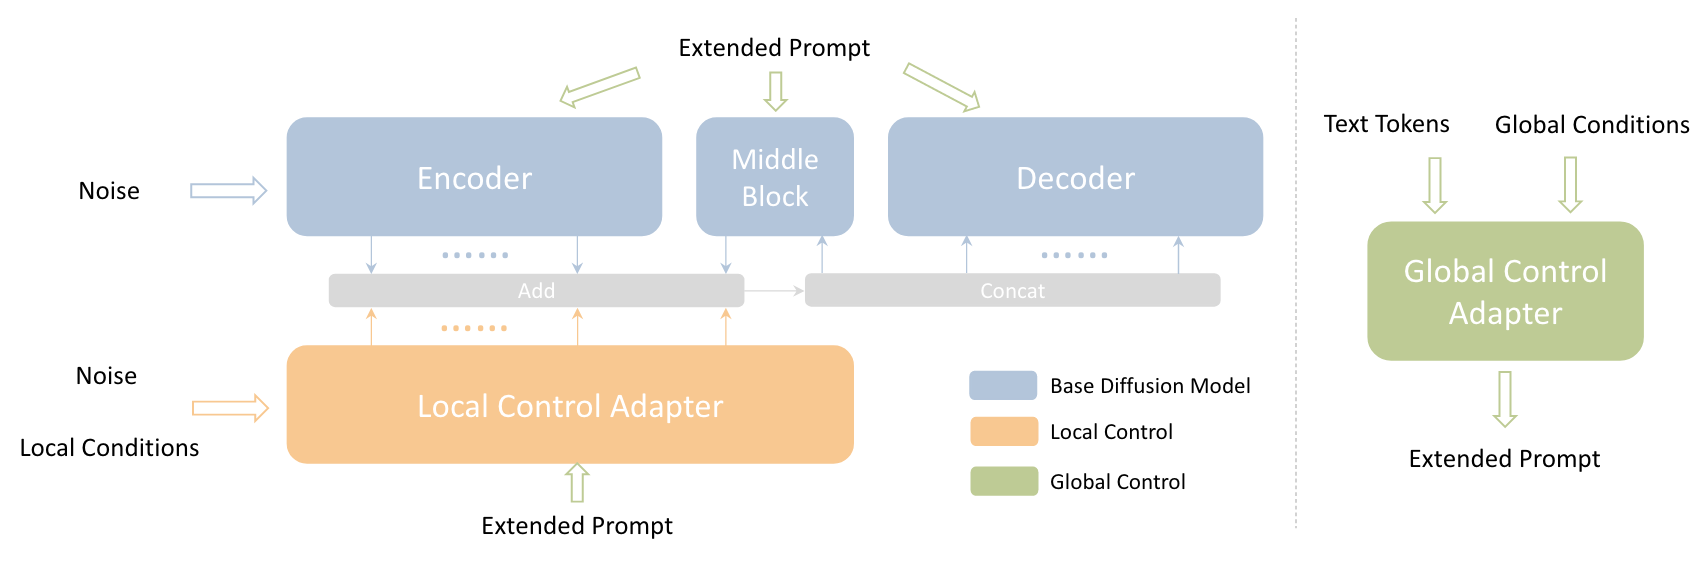 Extended Prompt
Noise
Encoder
Middle
Block
Decoder
Add
Concat
Noise
Local Conditions
Local Control Adapter
Extended Prompt
Base Diffusion Model
Local Control
Global Control
Text Tokens
Global Conditions
Global Control
Adapter
Extended Prompt